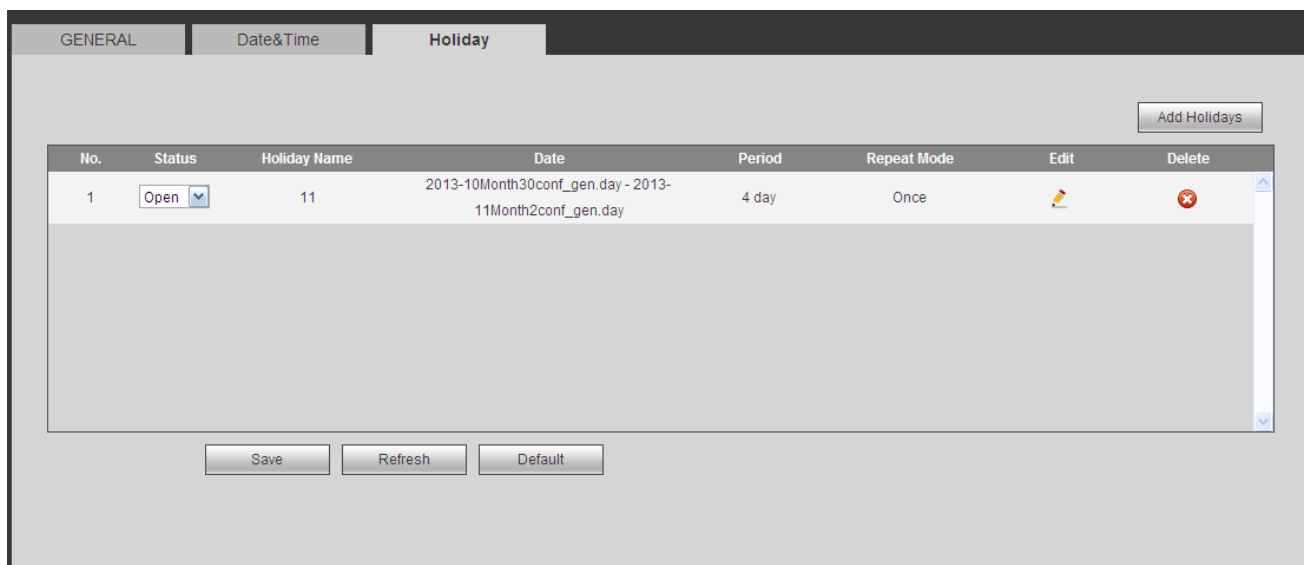 GENERAL Date&Time Holiday
Add Holidays
No. Status Holiday Name Date Period Repeat Mode Edit Delete
1 Open 11 2013-10Month30conf_gen.day - 2013- 4 day Once
11Month2conf_gen.day
Save Refresh Default